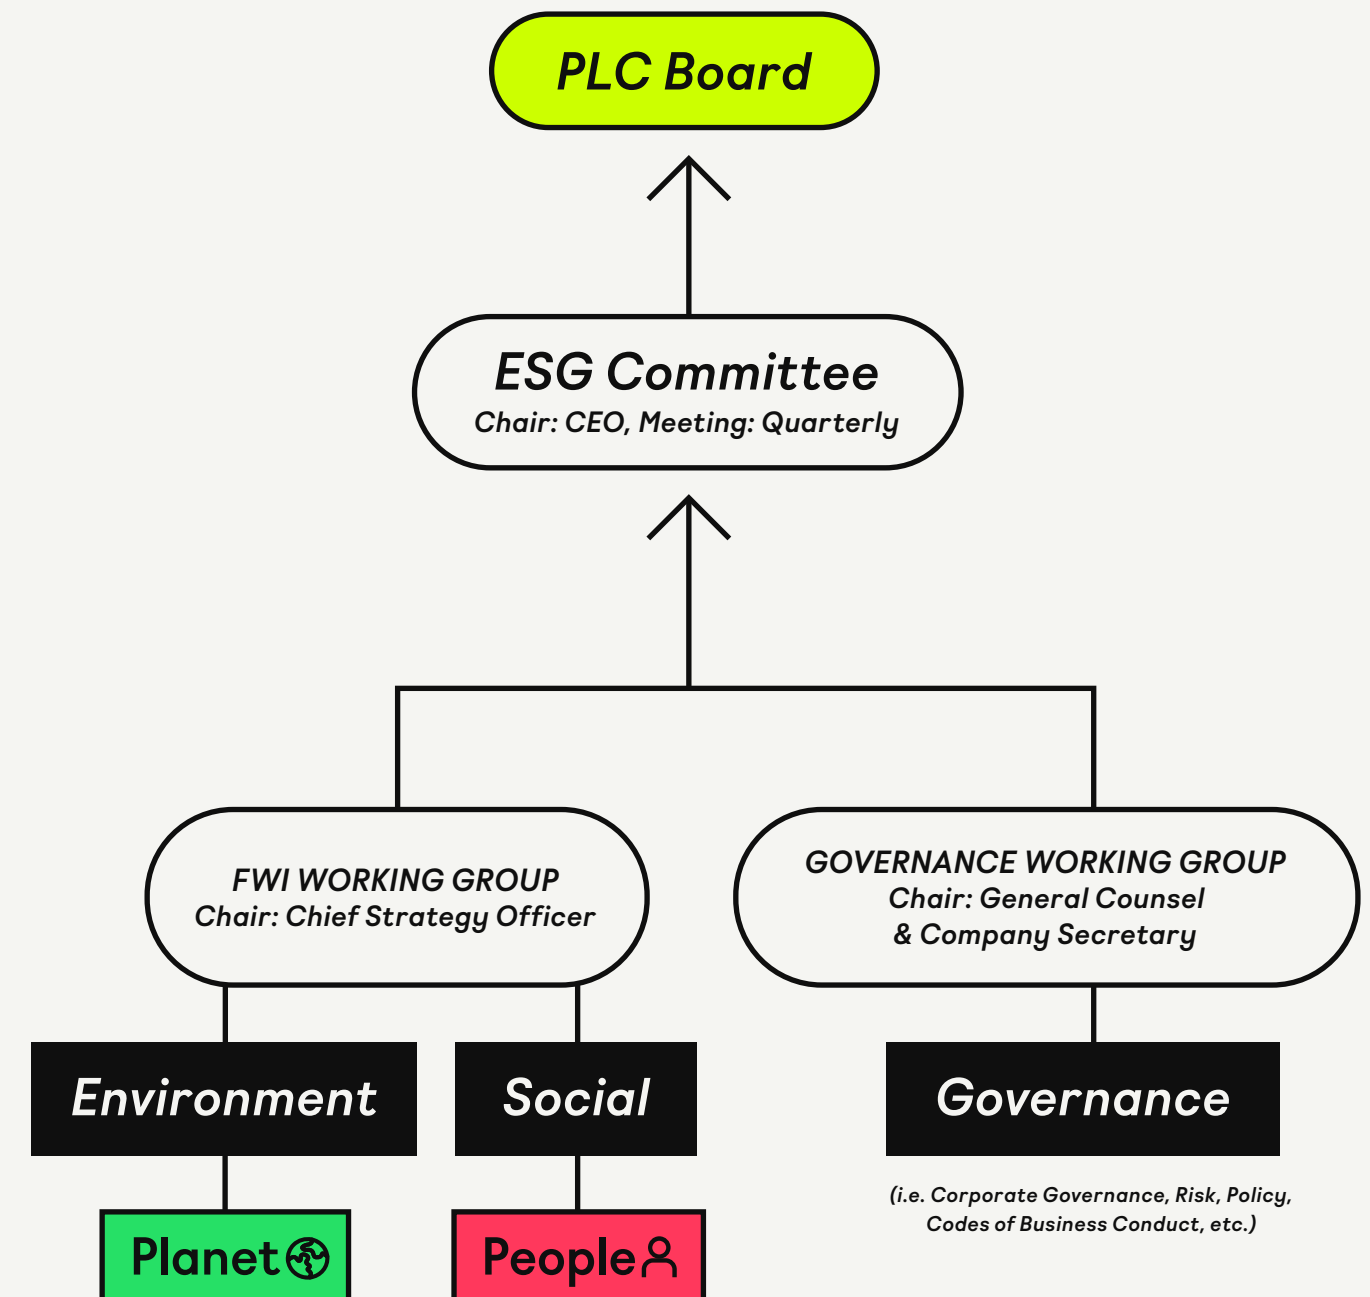 PLC Board
ESG Committee
Chair: CEO, Meeting: Quarterly
FWI WORKING GROUP
Chair: Chief Strategy Officer
GOVERNANCE WORKING GROUP
Chair: General Counsel
& Company Secretary
Environment
Social
Governance
(i.e. Corporate Governance, Risk, Policy,
Codes of Business Conduct, etc.)
Planet
People